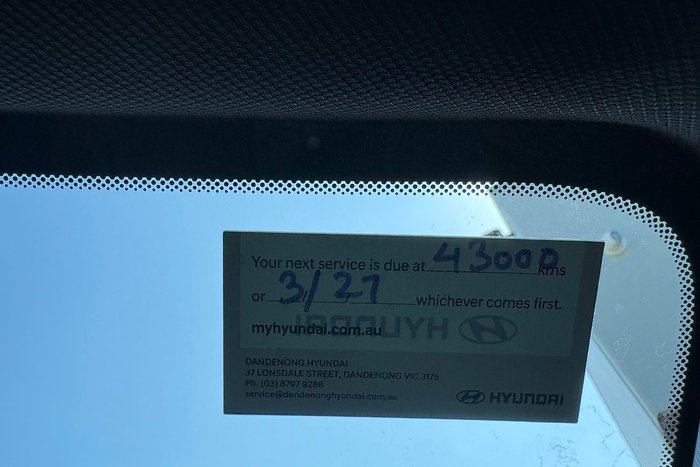 Your next service is due at 43000 kms
or 3/27 whichever comes first.
myhyundai.com.au
HYUNDAI
DANDENONG HYUNDAI
37 LONSDALE STREET, DANDENONG VIC 3175
Ph. (03) 8797 9288
service@dandenonghyundai.com.au
HYUNDAI